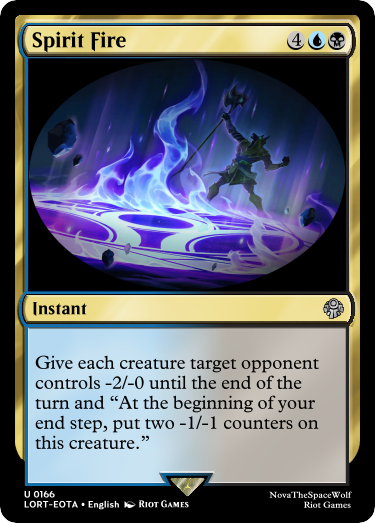 Spirit Fire 4
Instant
Give each creature target opponent
controls -2/-0 until the end of the
turn and “At the beginning of your
end step, put two -1/-1 counters on
this creature.”
U 0166
NovaTheSpaceWolf
LORT-EOTA • English RIOT GAMES
Riot Games